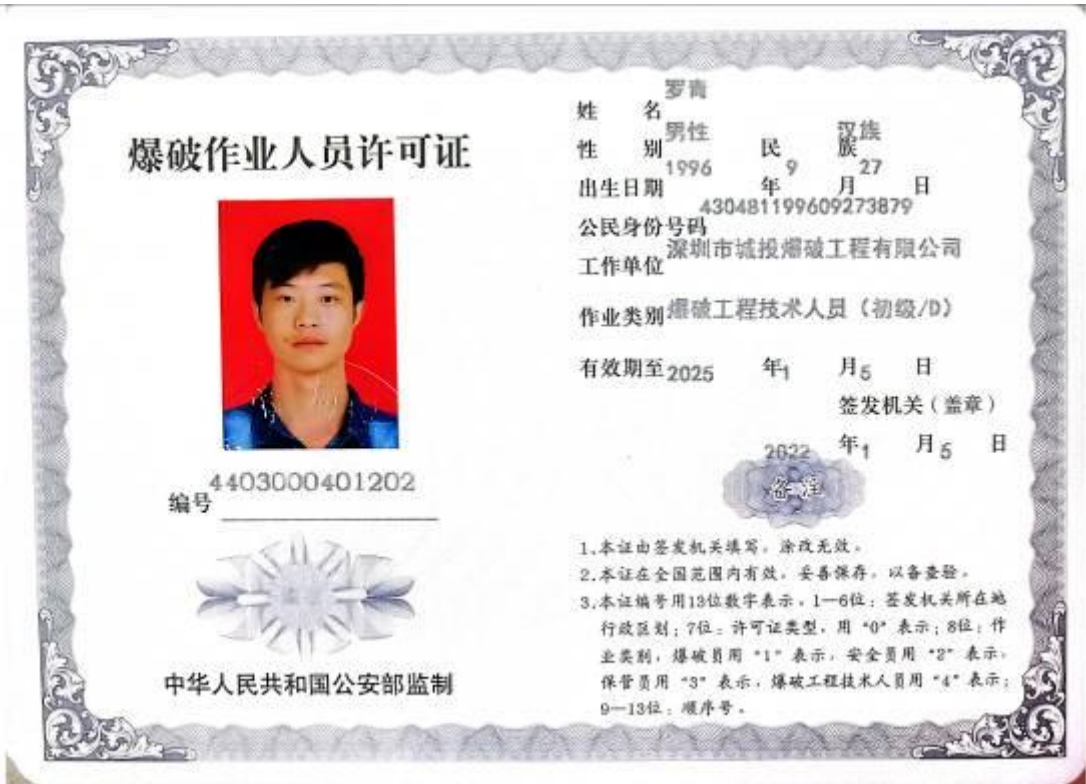 爆破作业人员许可证
编号 4403000401202
中华人民共和国公安部监制
姓 名 罗青
性 别 男性 民 族 汉族
出生日期 1996 年 9 月 27 日
公民身份号码 430481199609273879
工作单位 深圳市城投爆破工程有限公司
作业类别 爆破工程技术人员（初级/D）
有效期至 2025 年 1 月 5 日
签发机关（盖章）
2022 年 1 月 5 日
备注
1.本证由签发机关填写，涂改无效。
2.本证在全国范围内有效，妥善保存，以备查验。
3.本证编号用13位数字表示，1—6位：签发机关所在地
行政区划；7位：许可证类型，用“0”表示；8位：作
业类别，爆破员用“1”表示，安全员用“2”表示，
保管员用“3”表示，爆破工程技术人员用“4”表示；
9—13位：顺序号。